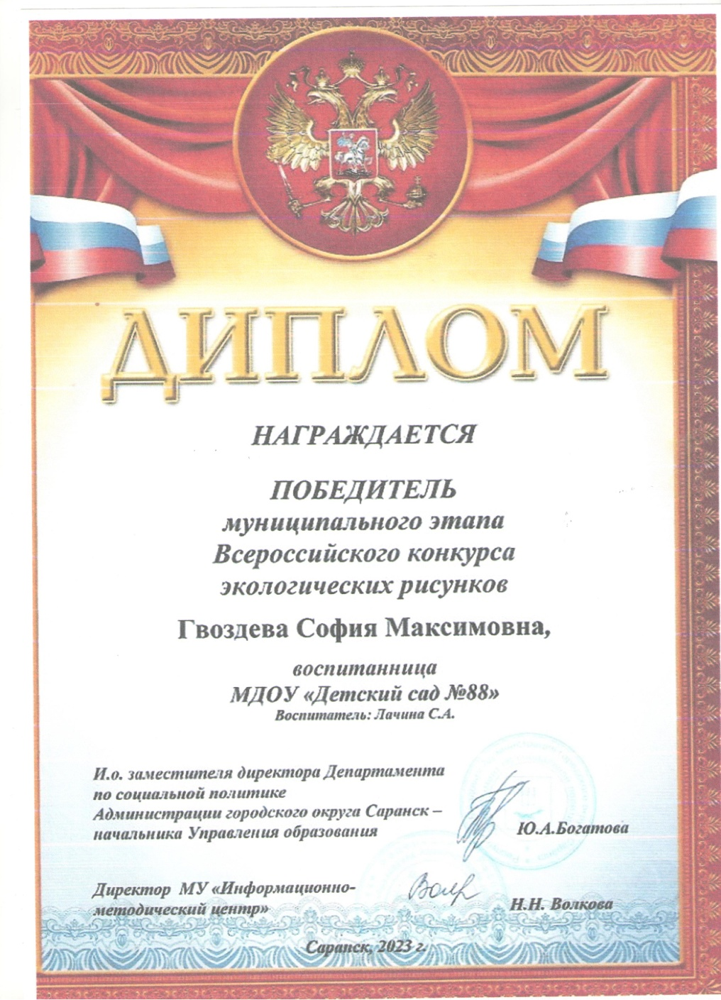 ДИПЛОМ
НАГРАЖДАЕТСЯ
ПОБЕДИТЕЛЬ
муниципального этапа
Всероссийского конкурса
экологических рисунков
Гвоздева София Максимовна,
воспитанница
МДОУ «Детский сад №88»
Воспитатель: Лачина С.А.
И.о. заместителя директора Департамента
по социальной политике
Администрации городского округа Саранск –
начальника Управления образования
Ю.А.Богатова
Директор МУ «Информационно-
методический центр»
Н.Н. Волкова
Саранск, 2023 г.